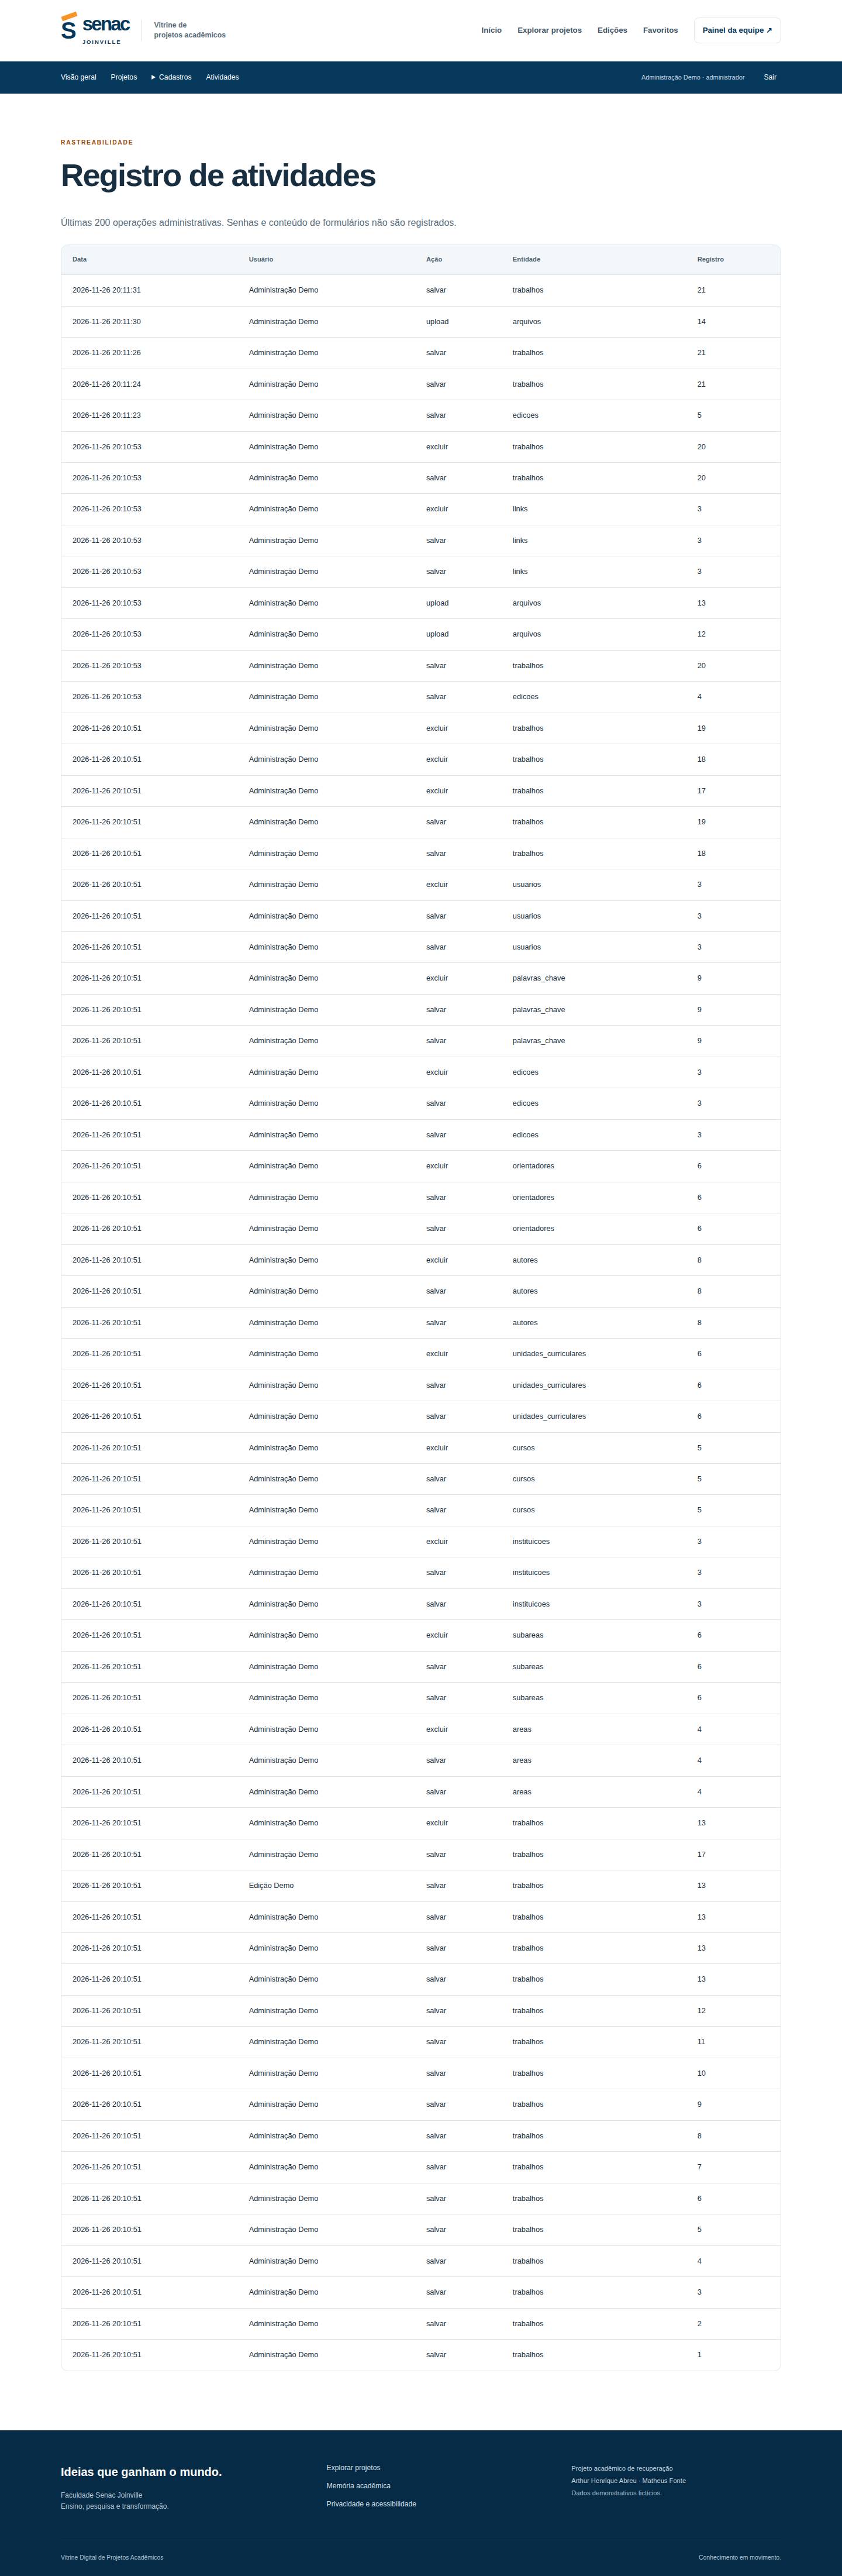 senac
JOINVILLE
Vitrine de
projetos acadêmicos
Início Explorar projetos Edições Favoritos Painel da equipe ↗
Visão geral Projetos ▶ Cadastros Atividades Administração Demo · administrador Sair
RASTREABILIDADE
Registro de atividades
Últimas 200 operações administrativas. Senhas e conteúdo de formulários não são registrados.
Data Usuário Ação Entidade Registro
2026-11-26 20:11:31 Administração Demo salvar trabalhos 21
2026-11-26 20:11:30 Administração Demo upload arquivos 14
2026-11-26 20:11:26 Administração Demo salvar trabalhos 21
2026-11-26 20:11:24 Administração Demo salvar trabalhos 21
2026-11-26 20:11:23 Administração Demo salvar edicoes 5
2026-11-26 20:10:53 Administração Demo excluir trabalhos 20
2026-11-26 20:10:53 Administração Demo salvar trabalhos 20
2026-11-26 20:10:53 Administração Demo excluir links 3
2026-11-26 20:10:53 Administração Demo salvar links 3
2026-11-26 20:10:53 Administração Demo salvar links 3
2026-11-26 20:10:53 Administração Demo upload arquivos 13
2026-11-26 20:10:53 Administração Demo upload arquivos 12
2026-11-26 20:10:53 Administração Demo salvar trabalhos 20
2026-11-26 20:10:53 Administração Demo salvar edicoes 4
2026-11-26 20:10:51 Administração Demo excluir trabalhos 19
2026-11-26 20:10:51 Administração Demo excluir trabalhos 18
2026-11-26 20:10:51 Administração Demo excluir trabalhos 17
2026-11-26 20:10:51 Administração Demo salvar trabalhos 19
2026-11-26 20:10:51 Administração Demo salvar trabalhos 18
2026-11-26 20:10:51 Administração Demo excluir usuarios 3
2026-11-26 20:10:51 Administração Demo salvar usuarios 3
2026-11-26 20:10:51 Administração Demo salvar usuarios 3
2026-11-26 20:10:51 Administração Demo excluir palavras_chave 9
2026-11-26 20:10:51 Administração Demo salvar palavras_chave 9
2026-11-26 20:10:51 Administração Demo salvar palavras_chave 9
2026-11-26 20:10:51 Administração Demo excluir edicoes 3
2026-11-26 20:10:51 Administração Demo salvar edicoes 3
2026-11-26 20:10:51 Administração Demo salvar edicoes 3
2026-11-26 20:10:51 Administração Demo excluir orientadores 6
2026-11-26 20:10:51 Administração Demo salvar orientadores 6
2026-11-26 20:10:51 Administração Demo salvar orientadores 6
2026-11-26 20:10:51 Administração Demo excluir autores 8
2026-11-26 20:10:51 Administração Demo salvar autores 8
2026-11-26 20:10:51 Administração Demo salvar autores 8
2026-11-26 20:10:51 Administração Demo excluir unidades_curriculares 6
2026-11-26 20:10:51 Administração Demo salvar unidades_curriculares 6
2026-11-26 20:10:51 Administração Demo salvar unidades_curriculares 6
2026-11-26 20:10:51 Administração Demo excluir cursos 5
2026-11-26 20:10:51 Administração Demo salvar cursos 5
2026-11-26 20:10:51 Administração Demo salvar cursos 5
2026-11-26 20:10:51 Administração Demo excluir instituicoes 3
2026-11-26 20:10:51 Administração Demo salvar instituicoes 3
2026-11-26 20:10:51 Administração Demo salvar instituicoes 3
2026-11-26 20:10:51 Administração Demo excluir subareas 6
2026-11-26 20:10:51 Administração Demo salvar subareas 6
2026-11-26 20:10:51 Administração Demo salvar subareas 6
2026-11-26 20:10:51 Administração Demo excluir areas 4
2026-11-26 20:10:51 Administração Demo salvar areas 4
2026-11-26 20:10:51 Administração Demo salvar areas 4
2026-11-26 20:10:51 Administração Demo excluir trabalhos 13
2026-11-26 20:10:51 Administração Demo salvar trabalhos 17
2026-11-26 20:10:51 Edição Demo salvar trabalhos 13
2026-11-26 20:10:51 Administração Demo salvar trabalhos 13
2026-11-26 20:10:51 Administração Demo salvar trabalhos 13
2026-11-26 20:10:51 Administração Demo salvar trabalhos 13
2026-11-26 20:10:51 Administração Demo salvar trabalhos 12
2026-11-26 20:10:51 Administração Demo salvar trabalhos 11
2026-11-26 20:10:51 Administração Demo salvar trabalhos 10
2026-11-26 20:10:51 Administração Demo salvar trabalhos 9
2026-11-26 20:10:51 Administração Demo salvar trabalhos 8
2026-11-26 20:10:51 Administração Demo salvar trabalhos 7
2026-11-26 20:10:51 Administração Demo salvar trabalhos 6
2026-11-26 20:10:51 Administração Demo salvar trabalhos 5
2026-11-26 20:10:51 Administração Demo salvar trabalhos 4
2026-11-26 20:10:51 Administração Demo salvar trabalhos 3
2026-11-26 20:10:51 Administração Demo salvar trabalhos 2
2026-11-26 20:10:51 Administração Demo salvar trabalhos 1
Ideias que ganham o mundo.
Faculdade Senac Joinville
Ensino, pesquisa e transformação.
Explorar projetos
Memória acadêmica
Privacidade e acessibilidade
Projeto acadêmico de recuperação
Arthur Henrique Abreu · Matheus Fonte
Dados demonstrativos fictícios.
Vitrine Digital de Projetos Acadêmicos
Conhecimento em movimento.